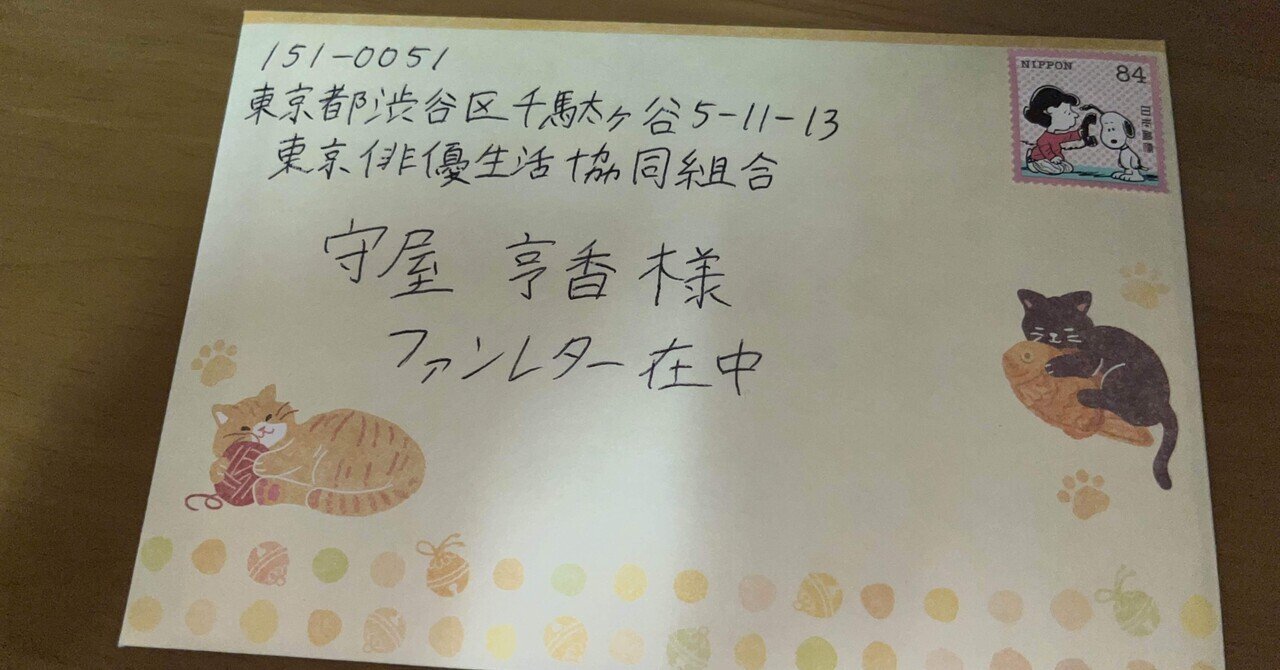 151-0051
東京都渋谷区千駄ヶ谷5-11-13
東京俳優生活協同組合
守屋 亨香 様
ファンレター在中
NIPPON 84
日本郵便